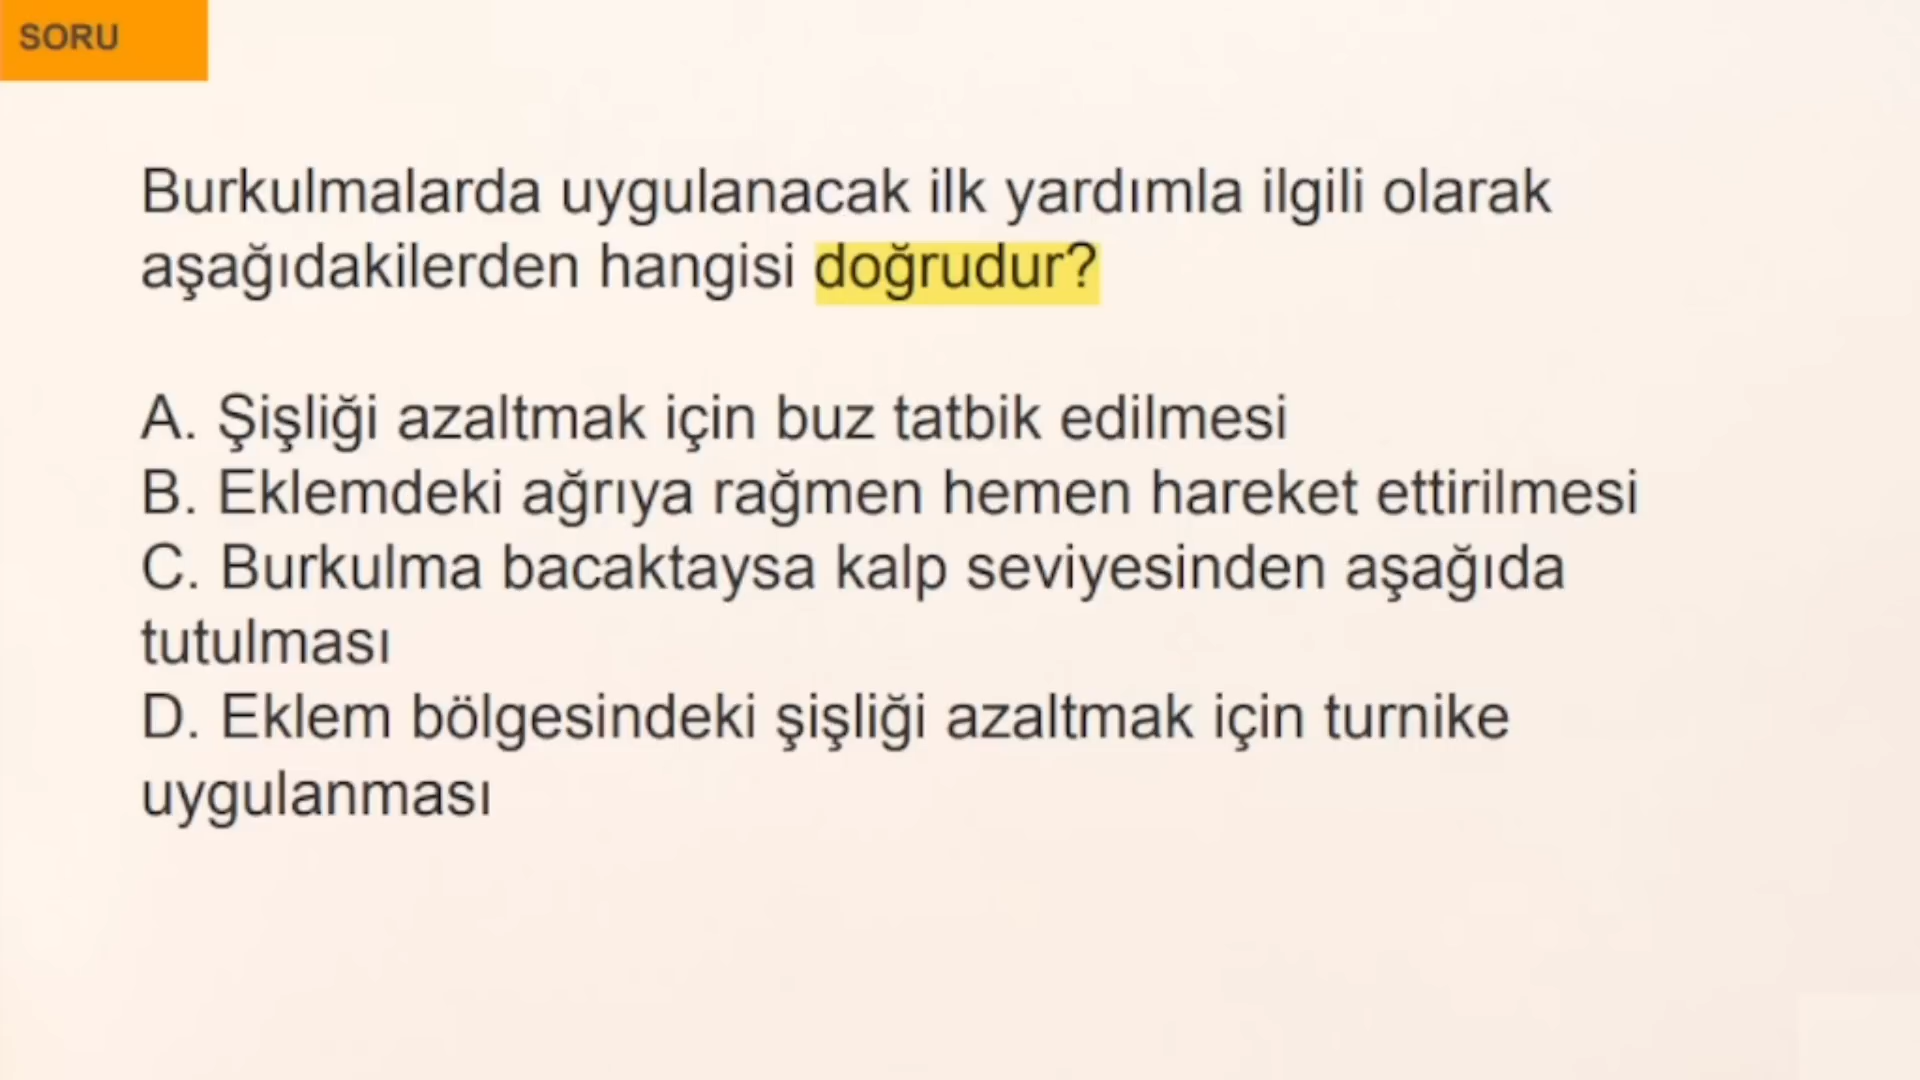 SORU
Burkulmalarda uygulanacak ilk yardımla ilgili olarak
aşağıdakilerden hangisi doğrudur?
A. Şişliği azaltmak için buz tatbik edilmesi
B. Eklemdeki ağrıya rağmen hemen hareket ettirilmesi
C. Burkulma bacaktaysa kalp seviyesinden aşağıda
tutulması
D. Eklem bölgesindeki şişliği azaltmak için turnike
uygulanması